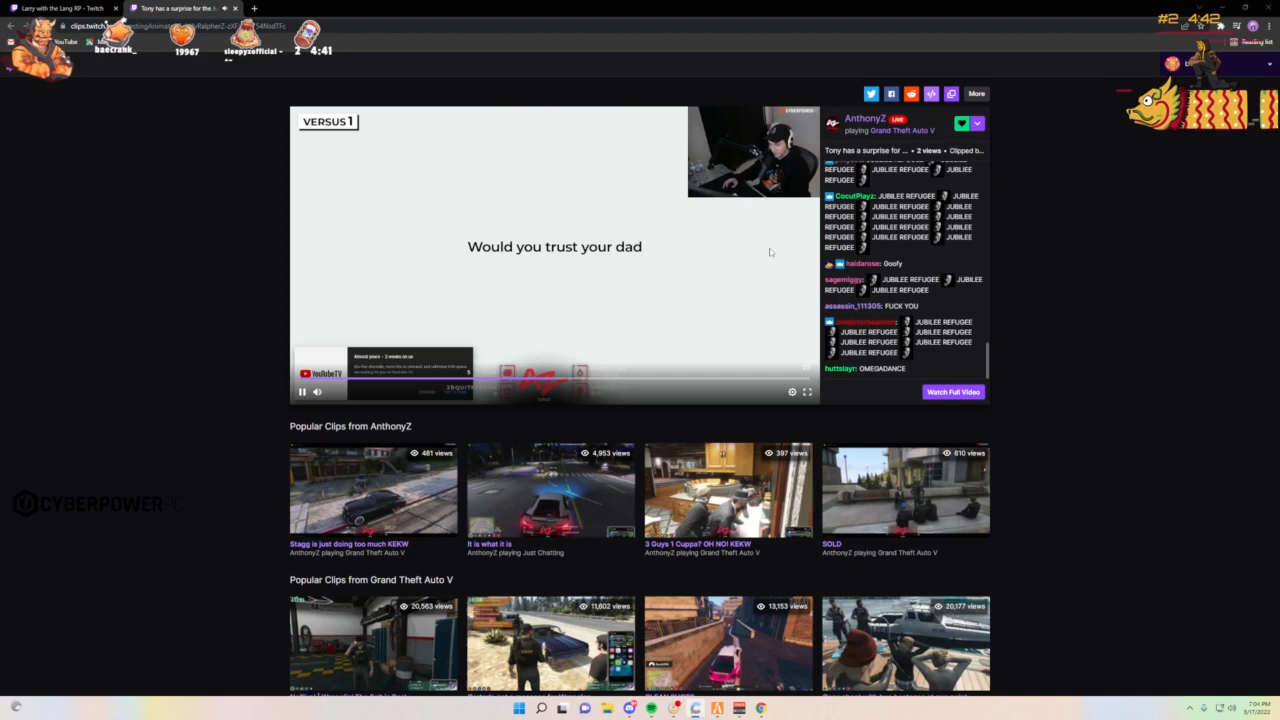 Larry with the Lang RP - Twitch
Tony has a surprise for the J
#2 4:42
clips.twitch
YouTube
baecrank_
19967
sleepyzofficial -
2 4:41
Reading list
More
VERSUS 1
CYBERPOWER
AnthonyZ LIVE
playing Grand Theft Auto V
Tony has a surprise for ... • 2 views • Clipped b...
REFUGEE JUBLIEE REFUGEE JUBLIEE
REFUGEE
CocutPlayz: JUBILEE REFUGEE JUBILEE
REFUGEE JUBILEE REFUGEE JUBILEE
REFUGEE JUBILEE REFUGEE JUBILEE
REFUGEE JUBILEE REFUGEE JUBILEE
REFUGEE JUBILEE REFUGEE JUBILEE
REFUGEE
haidarose: Goofy
sagemiggy: JUBILEE REFUGEE JUBILEE
REFUGEE JUBILEE REFUGEE
assassin_111305: FUCK YOU
JUBILEE REFUGEE
JUBILEE REFUGEE JUBILEE REFUGEE
JUBILEE REFUGEE JUBILEE REFUGEE
JUBILEE REFUGEE
huttslayr: OMEGADANCE
Watch Full Video
Would you trust your dad
YouTubeTV
Popular Clips from AnthonyZ
481 views
4,953 views
397 views
610 views
CYBERPOWERPC
Stagg is just doing too much KEKW
AnthonyZ playing Grand Theft Auto V
It is what it is
AnthonyZ playing Just Chatting
3 Guys 1 Cuppa? OH NO! KEKW
AnthonyZ playing Grand Theft Auto V
SOLD
AnthonyZ playing Grand Theft Auto V
Popular Clips from Grand Theft Auto V
20,563 views
11,602 views
13,153 views
20,177 views
7:04 PM
3/17/2022